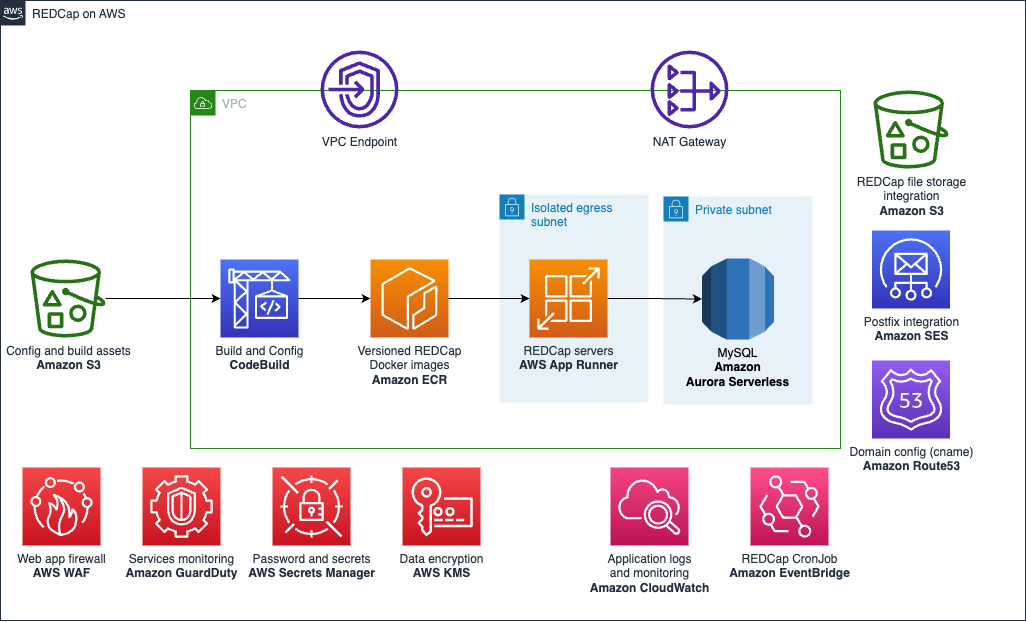 aws
REDCap on AWS
VPC
VPC Endpoint
NAT Gateway
REDCap file storage
integration
Amazon S3
Isolated egress
subnet
Private subnet
Config and build assets
Amazon S3
</>
Build and Config
CodeBuild
Versioned REDCap
Docker images
Amazon ECR
REDCap servers
AWS App Runner
MySQL
Amazon
Aurora Serverless
Postfix integration
Amazon SES
53
Domain config (cname)
Amazon Route53
Web app firewall
AWS WAF
Services monitoring
Amazon GuardDuty
Password and secrets
AWS Secrets Manager
Data encryption
AWS KMS
Application logs
and monitoring
Amazon CloudWatch
REDCap CronJob
Amazon EventBridge